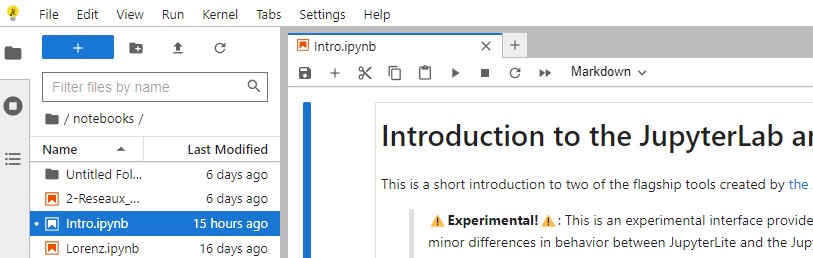 File Edit View Run Kernel Tabs Settings Help
Intro.ipynb
Markdown
Filter files by name
/ notebooks /
Name Last Modified
Untitled Fol... 6 days ago
2-Reseaux_... 6 days ago
Intro.ipynb 15 hours ago
Lorenz.ipynb 16 days ago
Introduction to the JupyterLab
This is a short introduction to two of the flagship tools created by the
⚠️Experimental!⚠️: This is an experimental interface provide
minor differences in behavior between JupyterLite and the Jup